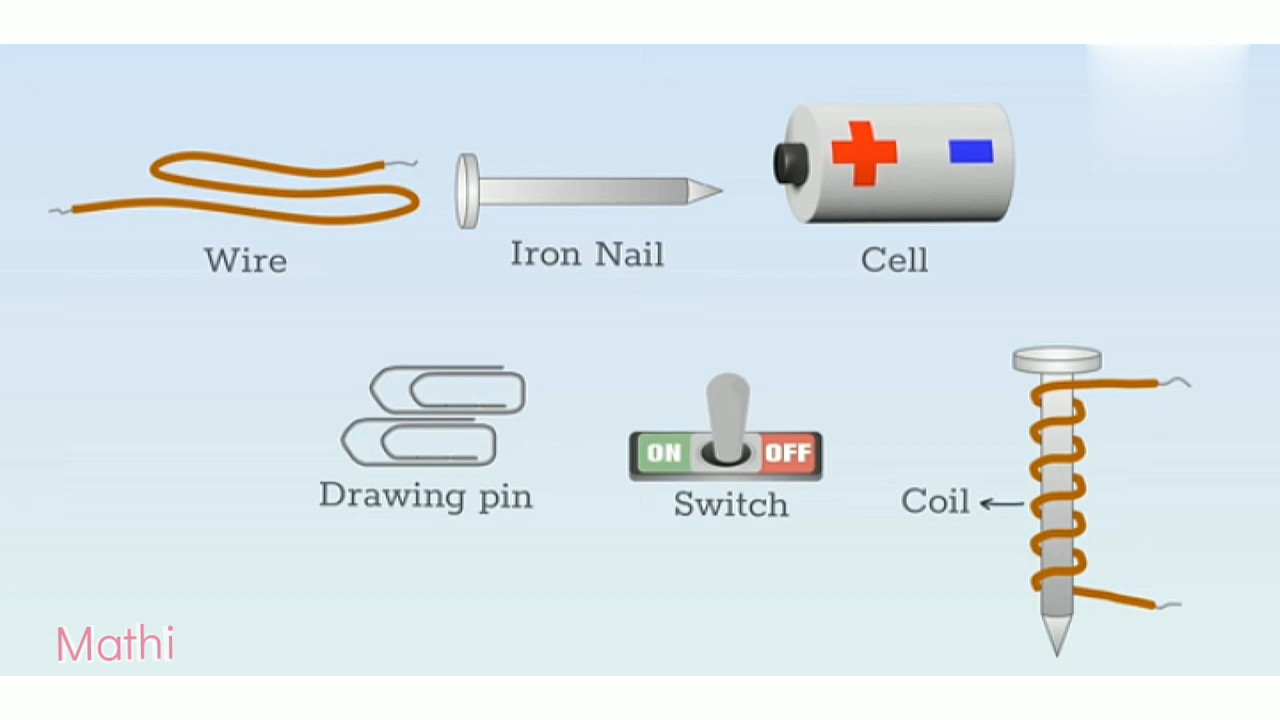 Wire
Iron Nail
Cell
Drawing pin
ON
OFF
Switch
Coil
Mathi